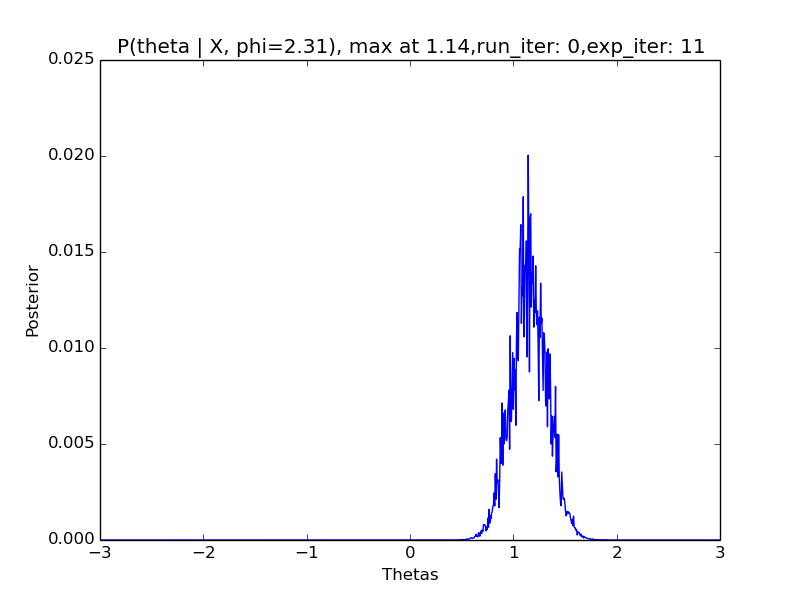 P(theta | X, phi=2.31), max at 1.14,run_iter: 0,exp_iter: 11
0.025
0.020
0.015
0.010
0.005
0.000
Posterior
−3 −2 −1 0 1 2 3
Thetas